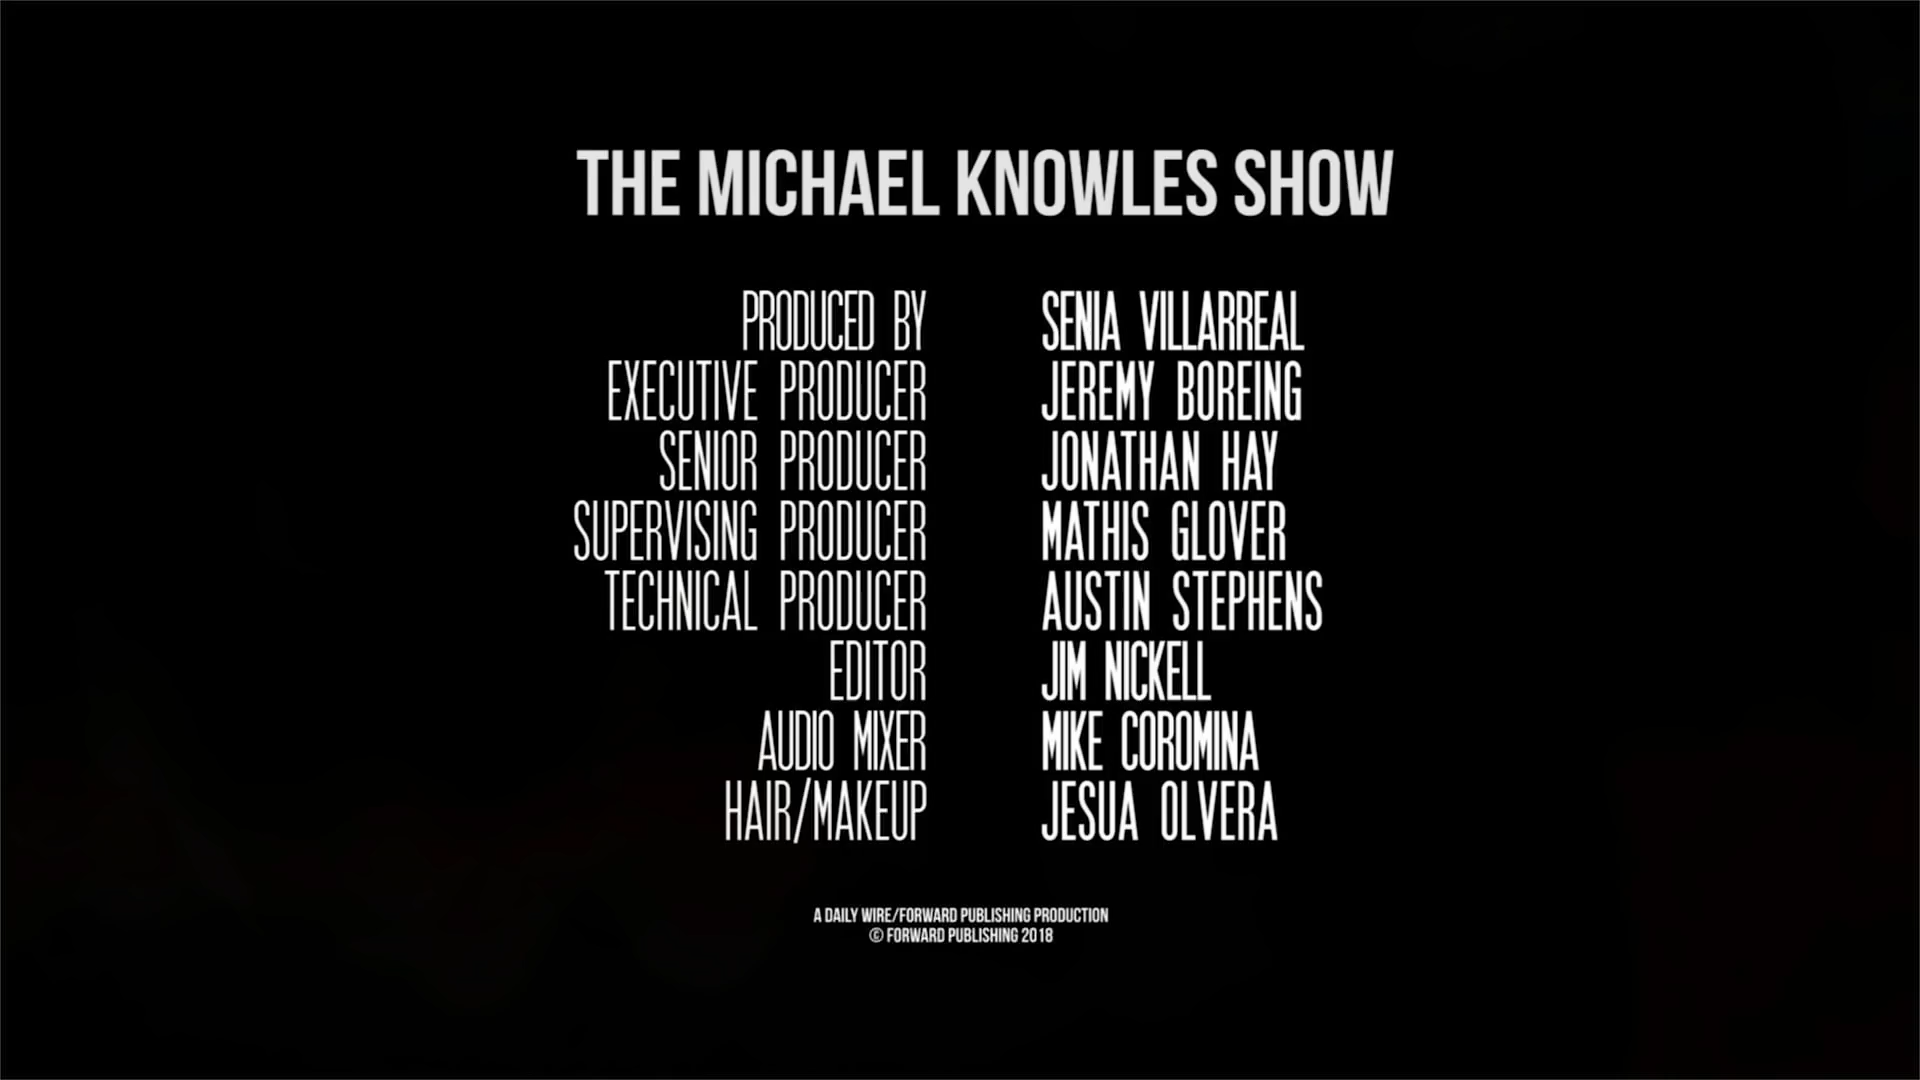 THE MICHAEL KNOWLES SHOW
PRODUCED BY SENIA VILLARREAL
EXECUTIVE PRODUCER JEREMY BOREING
SENIOR PRODUCER JONATHAN HAY
SUPERVISING PRODUCER MATHIS GLOVER
TECHNICAL PRODUCER AUSTIN STEPHENS
EDITOR JIM NICKELL
AUDIO MIXER MIKE COROMINA
HAIR/MAKEUP JESUA OLVERA
A DAILY WIRE/FORWARD PUBLISHING PRODUCTION
© FORWARD PUBLISHING 2018